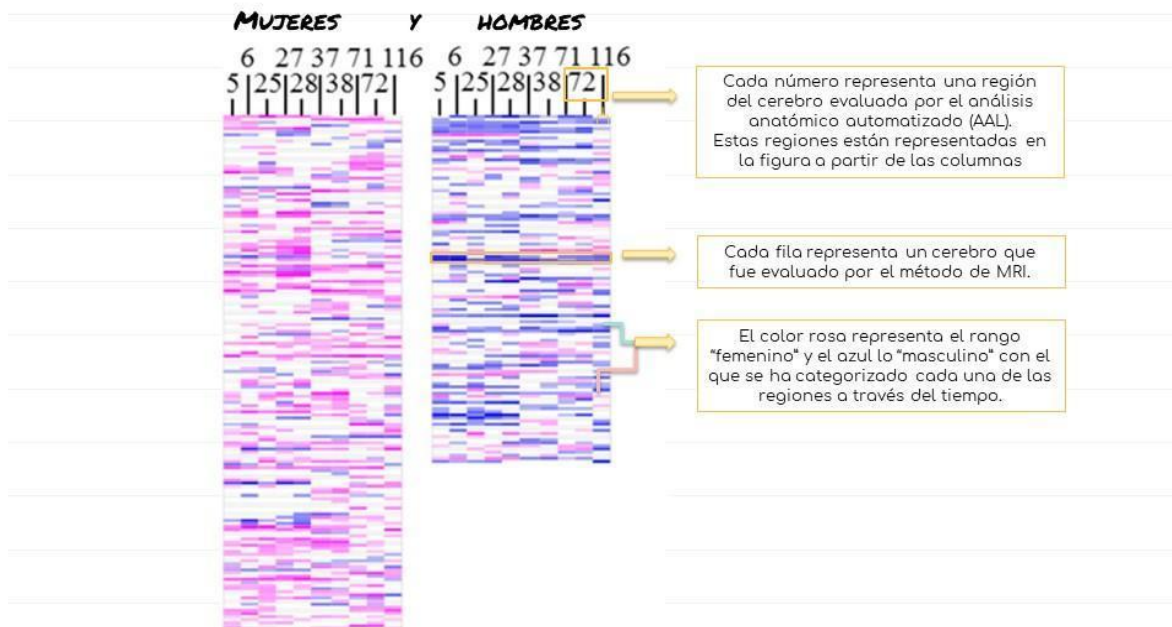 MUJERES Y HOMBRES
6 27 37 71 116
5 25 28 38 72
6 27 37 71 116
5 25 28 38 72
Cada número representa una región
del cerebro evaluada por el análisis
anatómico automatizado (AAL).
Estas regiones están representadas en
la figura a partir de las columnas
Cada fila representa un cerebro que
fue evaluado por el método de MRI.
El color rosa representa el rango
"femenino" y el azul lo "masculino" con el
que se ha categorizado cada una de las
regiones a través del tiempo.